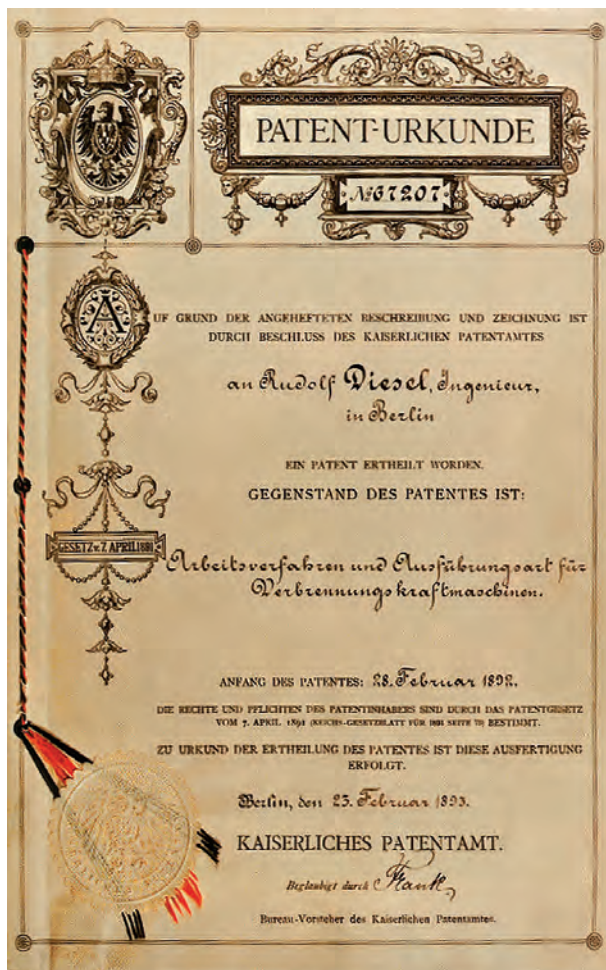 PATENT-URKUNDE
№ 67207
AUF GRUND DER ANGEHEFTETEN BESCHREIBUNG UND ZEICHNUNG IST
DURCH BESCHLUSS DES KAISERLICHEN PATENTAMTES
an Rudolf Diesel, Ingenieur,
in Berlin
EIN PATENT ERTHEILT WORDEN.
GEGENSTAND DES PATENTES IST:
GESETZ v. 7. APRIL 1891
Arbeitsverfahren und Ausführungsart für
Verbrennungskraftmaschinen.
ANFANG DES PATENTES: 28. Februar 1892.
DIE RECHTE UND PFLICHTEN DES PATENTINHABERS SIND DURCH DAS PATENTGESETZ
VOM 7. APRIL 1891 (REICHS-GESETZBLATT FÜR 1891 SEITE 79) BESTIMMT.
ZU URKUND DER ERTHEILUNG DES PATENTES IST DIESE AUSFERTIGUNG
ERFOLGT.
Berlin, den 23. Februar 1893.
KAISERLICHES PATENTAMT.
Beglaubigt durch Frank
Bureau-Vorsteher des Kaiserlichen Patentamtes.